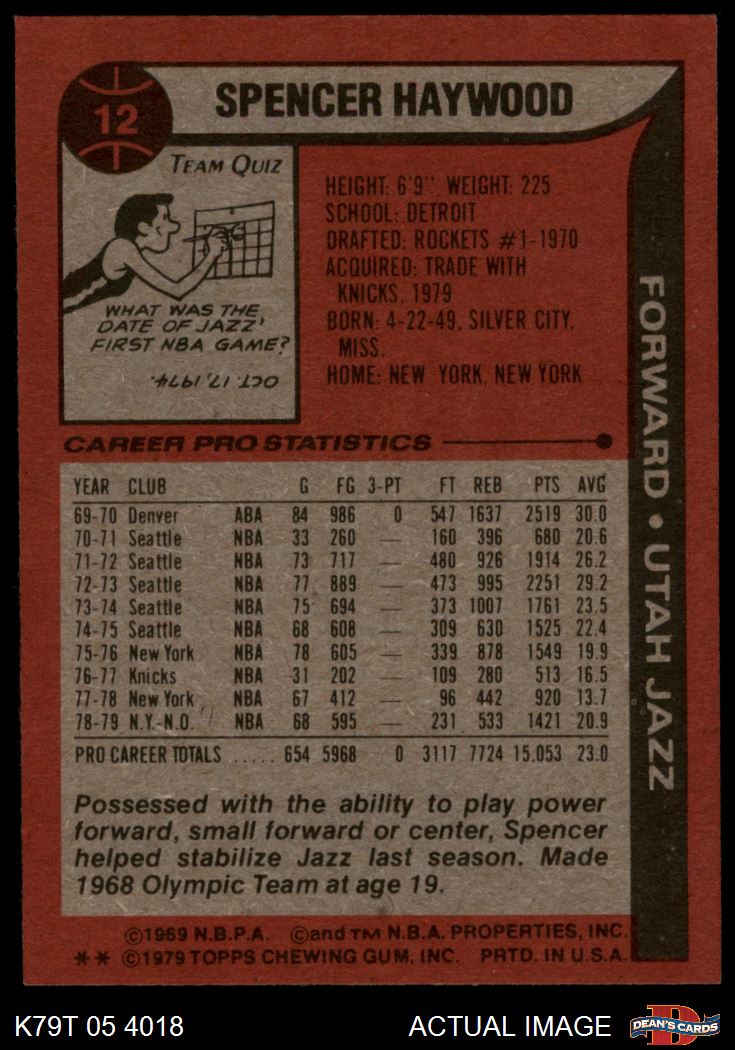 12
SPENCER HAYWOOD
TEAM QUIZ
WHAT WAS THE
DATE OF JAZZ'
FIRST NBA GAME?
OCT. 17, 1974.
HEIGHT: 6'9" WEIGHT: 225
SCHOOL: DETROIT
DRAFTED: ROCKETS #1-1970
ACQUIRED: TRADE WITH
KNICKS, 1979
BORN: 4-22-49, SILVER CITY,
MISS.
HOME: NEW YORK, NEW YORK
FORWARD • UTAH JAZZ
CAREER PRO STATISTICS
YEAR CLUB G FG 3-PT FT REB PTS AVG
69-70 Denver ABA 84 986 0 547 1637 2519 30.0
70-71 Seattle NBA 33 260 — 160 396 680 20.6
71-72 Seattle NBA 73 717 — 480 926 1914 26.2
72-73 Seattle NBA 77 889 — 473 995 2251 29.2
73-74 Seattle NBA 75 694 — 373 1007 1761 23.5
74-75 Seattle NBA 68 608 — 309 630 1525 22.4
75-76 New York NBA 78 605 — 339 878 1549 19.9
76-77 Knicks NBA 31 202 — 109 280 513 16.5
77-78 New York NBA 67 412 — 96 442 920 13.7
78-79 N.Y.-N.O. NBA 68 595 — 231 533 1421 20.9
PRO CAREER TOTALS ..... 654 5968 0 3117 7724 15,053 23.0
Possessed with the ability to play power
forward, small forward or center, Spencer
helped stabilize Jazz last season. Made
1968 Olympic Team at age 19.
©1969 N.B.P.A. ©and TM N.B.A. PROPERTIES, INC.
** ©1979 TOPPS CHEWING GUM, INC. PRTD. IN U.S.A.
K79T 05 4018
ACTUAL IMAGE
D
DEAN'S CARDS